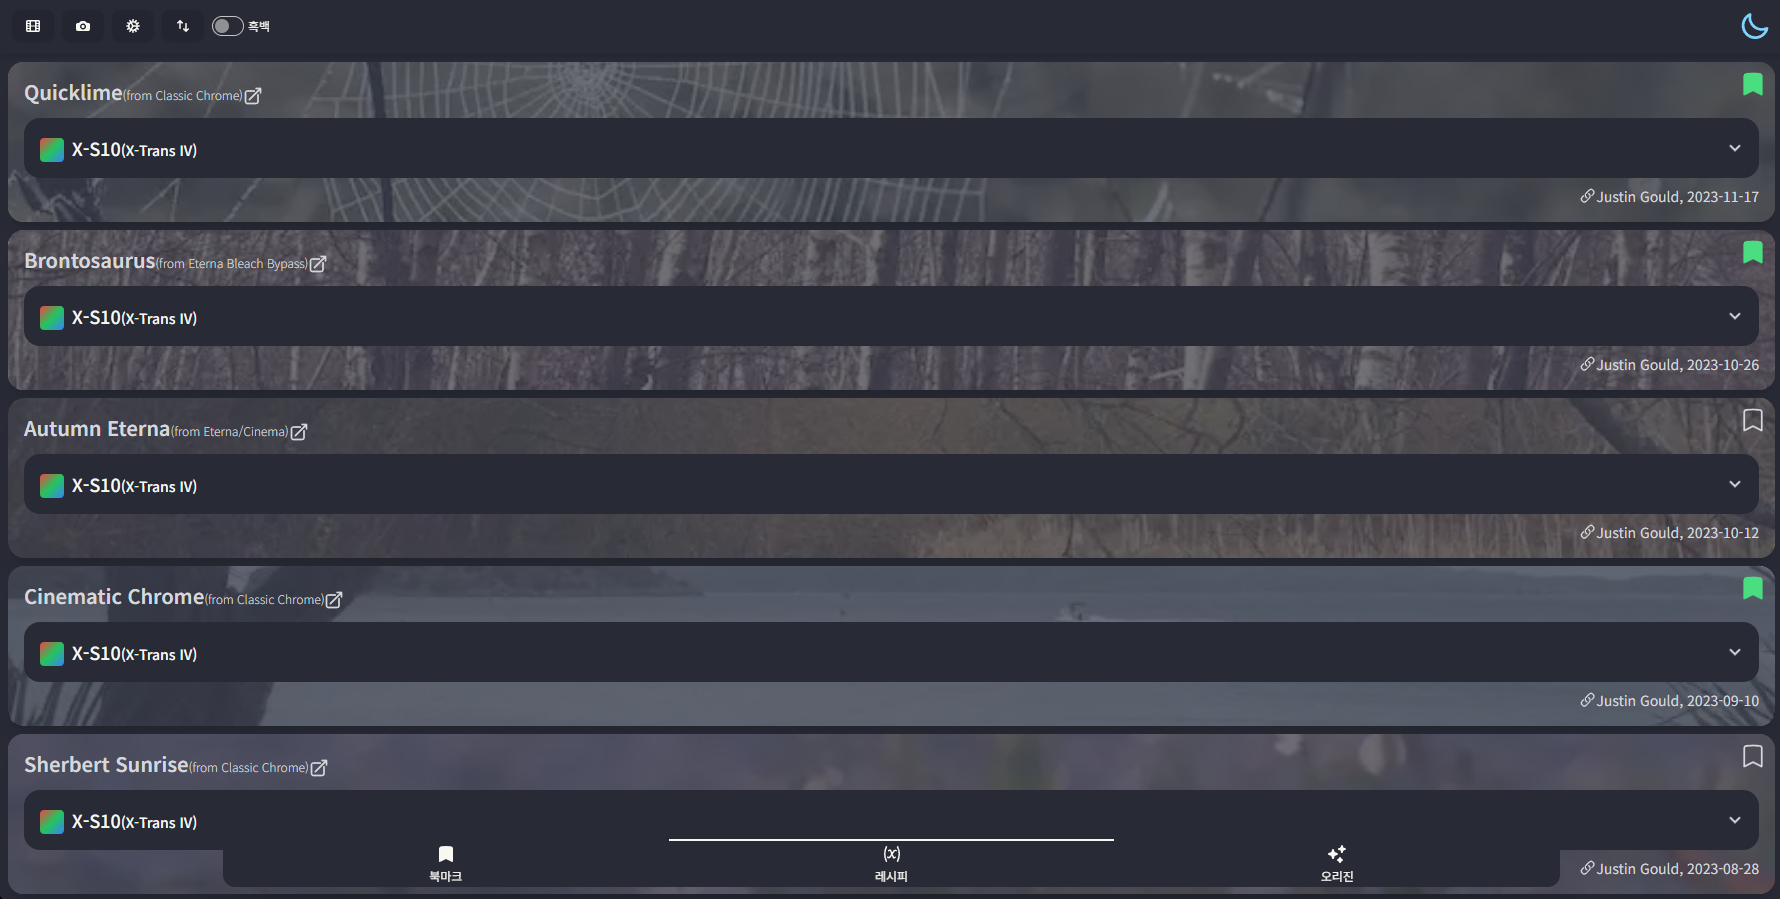 흑백
Quicklime(from Classic Chrome)
X-S10(X-Trans IV)
Justin Gould, 2023-11-17
Brontosaurus(from Eterna Bleach Bypass)
X-S10(X-Trans IV)
Justin Gould, 2023-10-26
Autumn Eterna(from Eterna/Cinema)
X-S10(X-Trans IV)
Justin Gould, 2023-10-12
Cinematic Chrome(from Classic Chrome)
X-S10(X-Trans IV)
Justin Gould, 2023-09-10
Sherbert Sunrise(from Classic Chrome)
X-S10(X-Trans IV)
Justin Gould, 2023-08-28
북마크
(x)
레시피
오리진